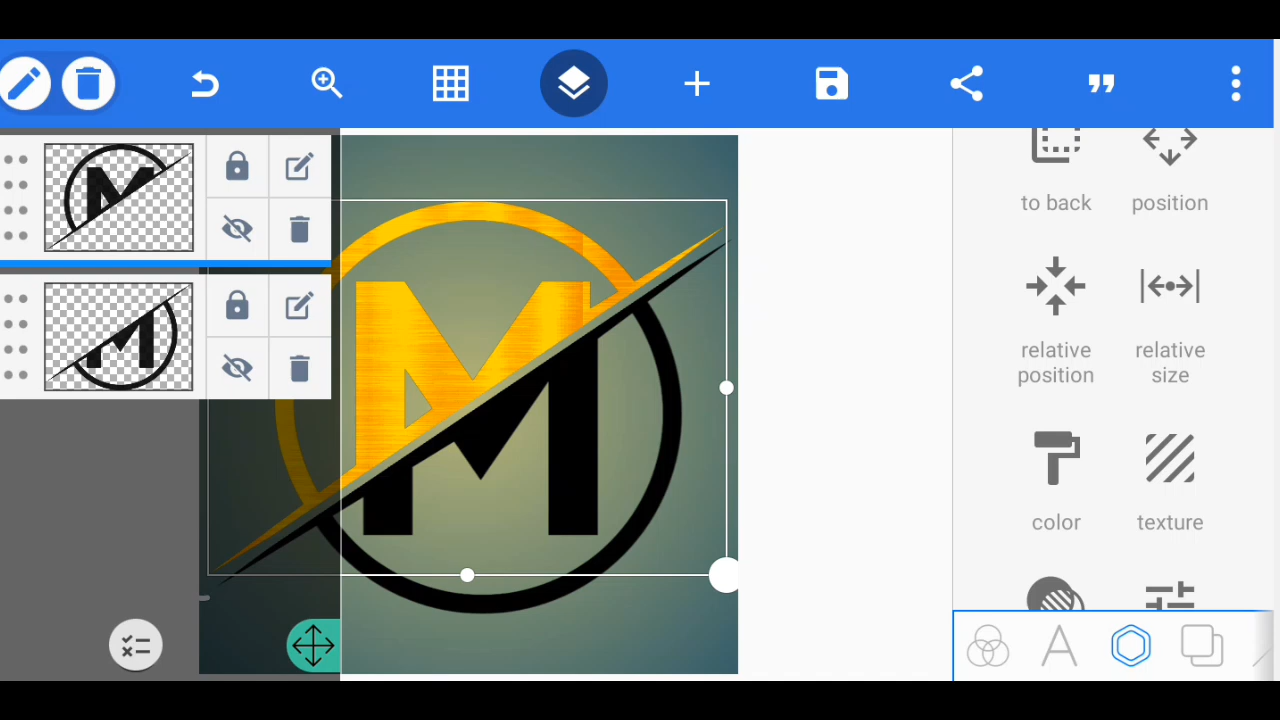 to back
position
relative
position
relative
size
M
color
texture